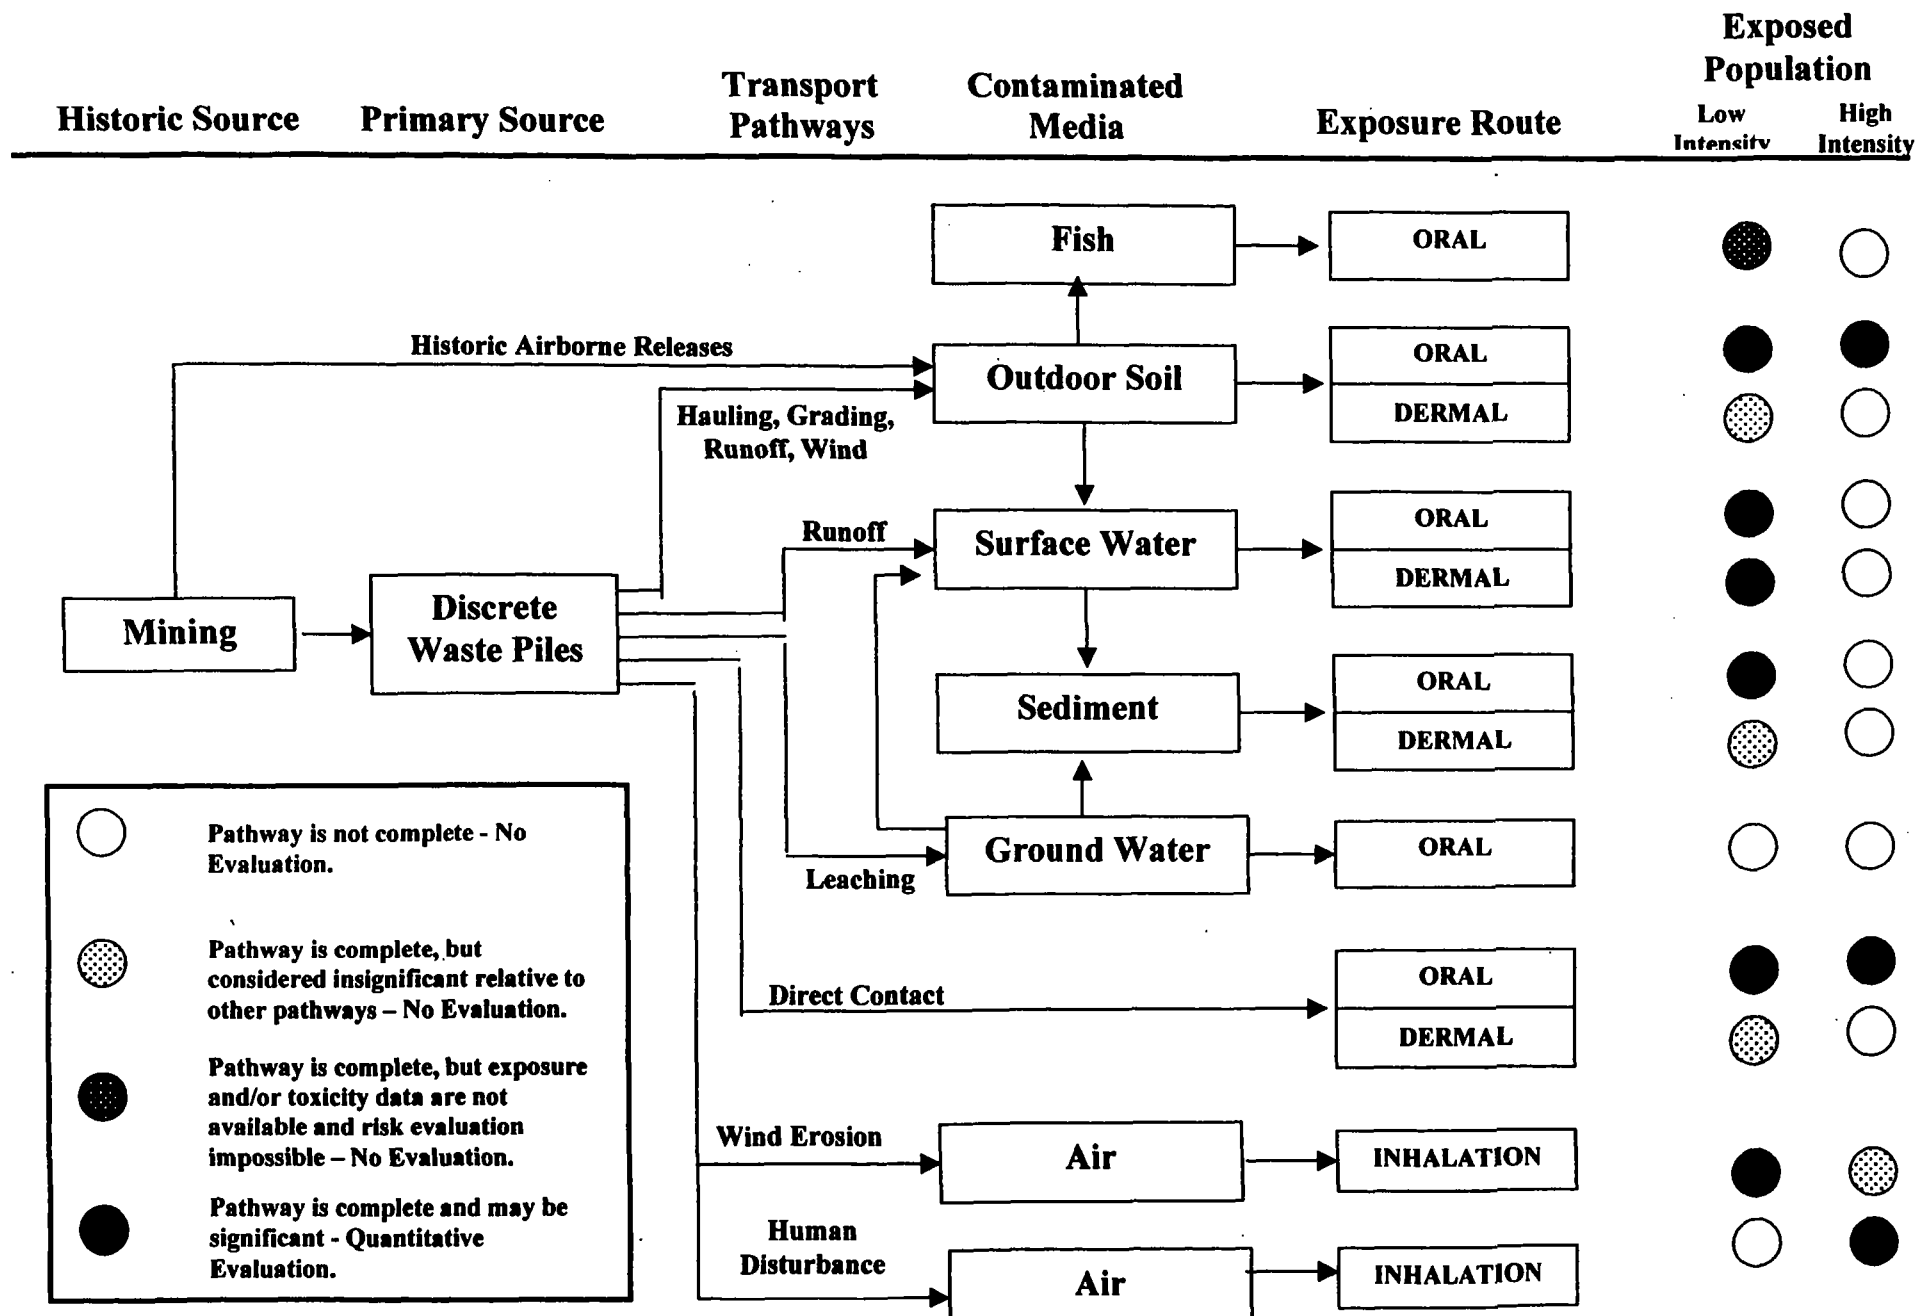 Exposed
Population
Transport
Pathways
Contaminated
Media
Historic Source
Primary Source
Exposure Route
Low
Intensity
High
Intensity
Fish
ORAL
Historic Airborne Releases
Outdoor Soil
ORAL
DERMAL
Hauling, Grading,
Runoff, Wind
Runoff
Surface Water
ORAL
DERMAL
Mining
Discrete
Waste Piles
Sediment
ORAL
DERMAL
Ground Water
ORAL
Leaching
Direct Contact
ORAL
DERMAL
Wind Erosion
Air
INHALATION
Human
Disturbance
Air
INHALATION
Pathway is not complete - No
Evaluation.
Pathway is complete, but
considered insignificant relative to
other pathways – No Evaluation.
Pathway is complete, but exposure
and/or toxicity data are not
available and risk evaluation
impossible – No Evaluation.
Pathway is complete and may be
significant - Quantitative
Evaluation.